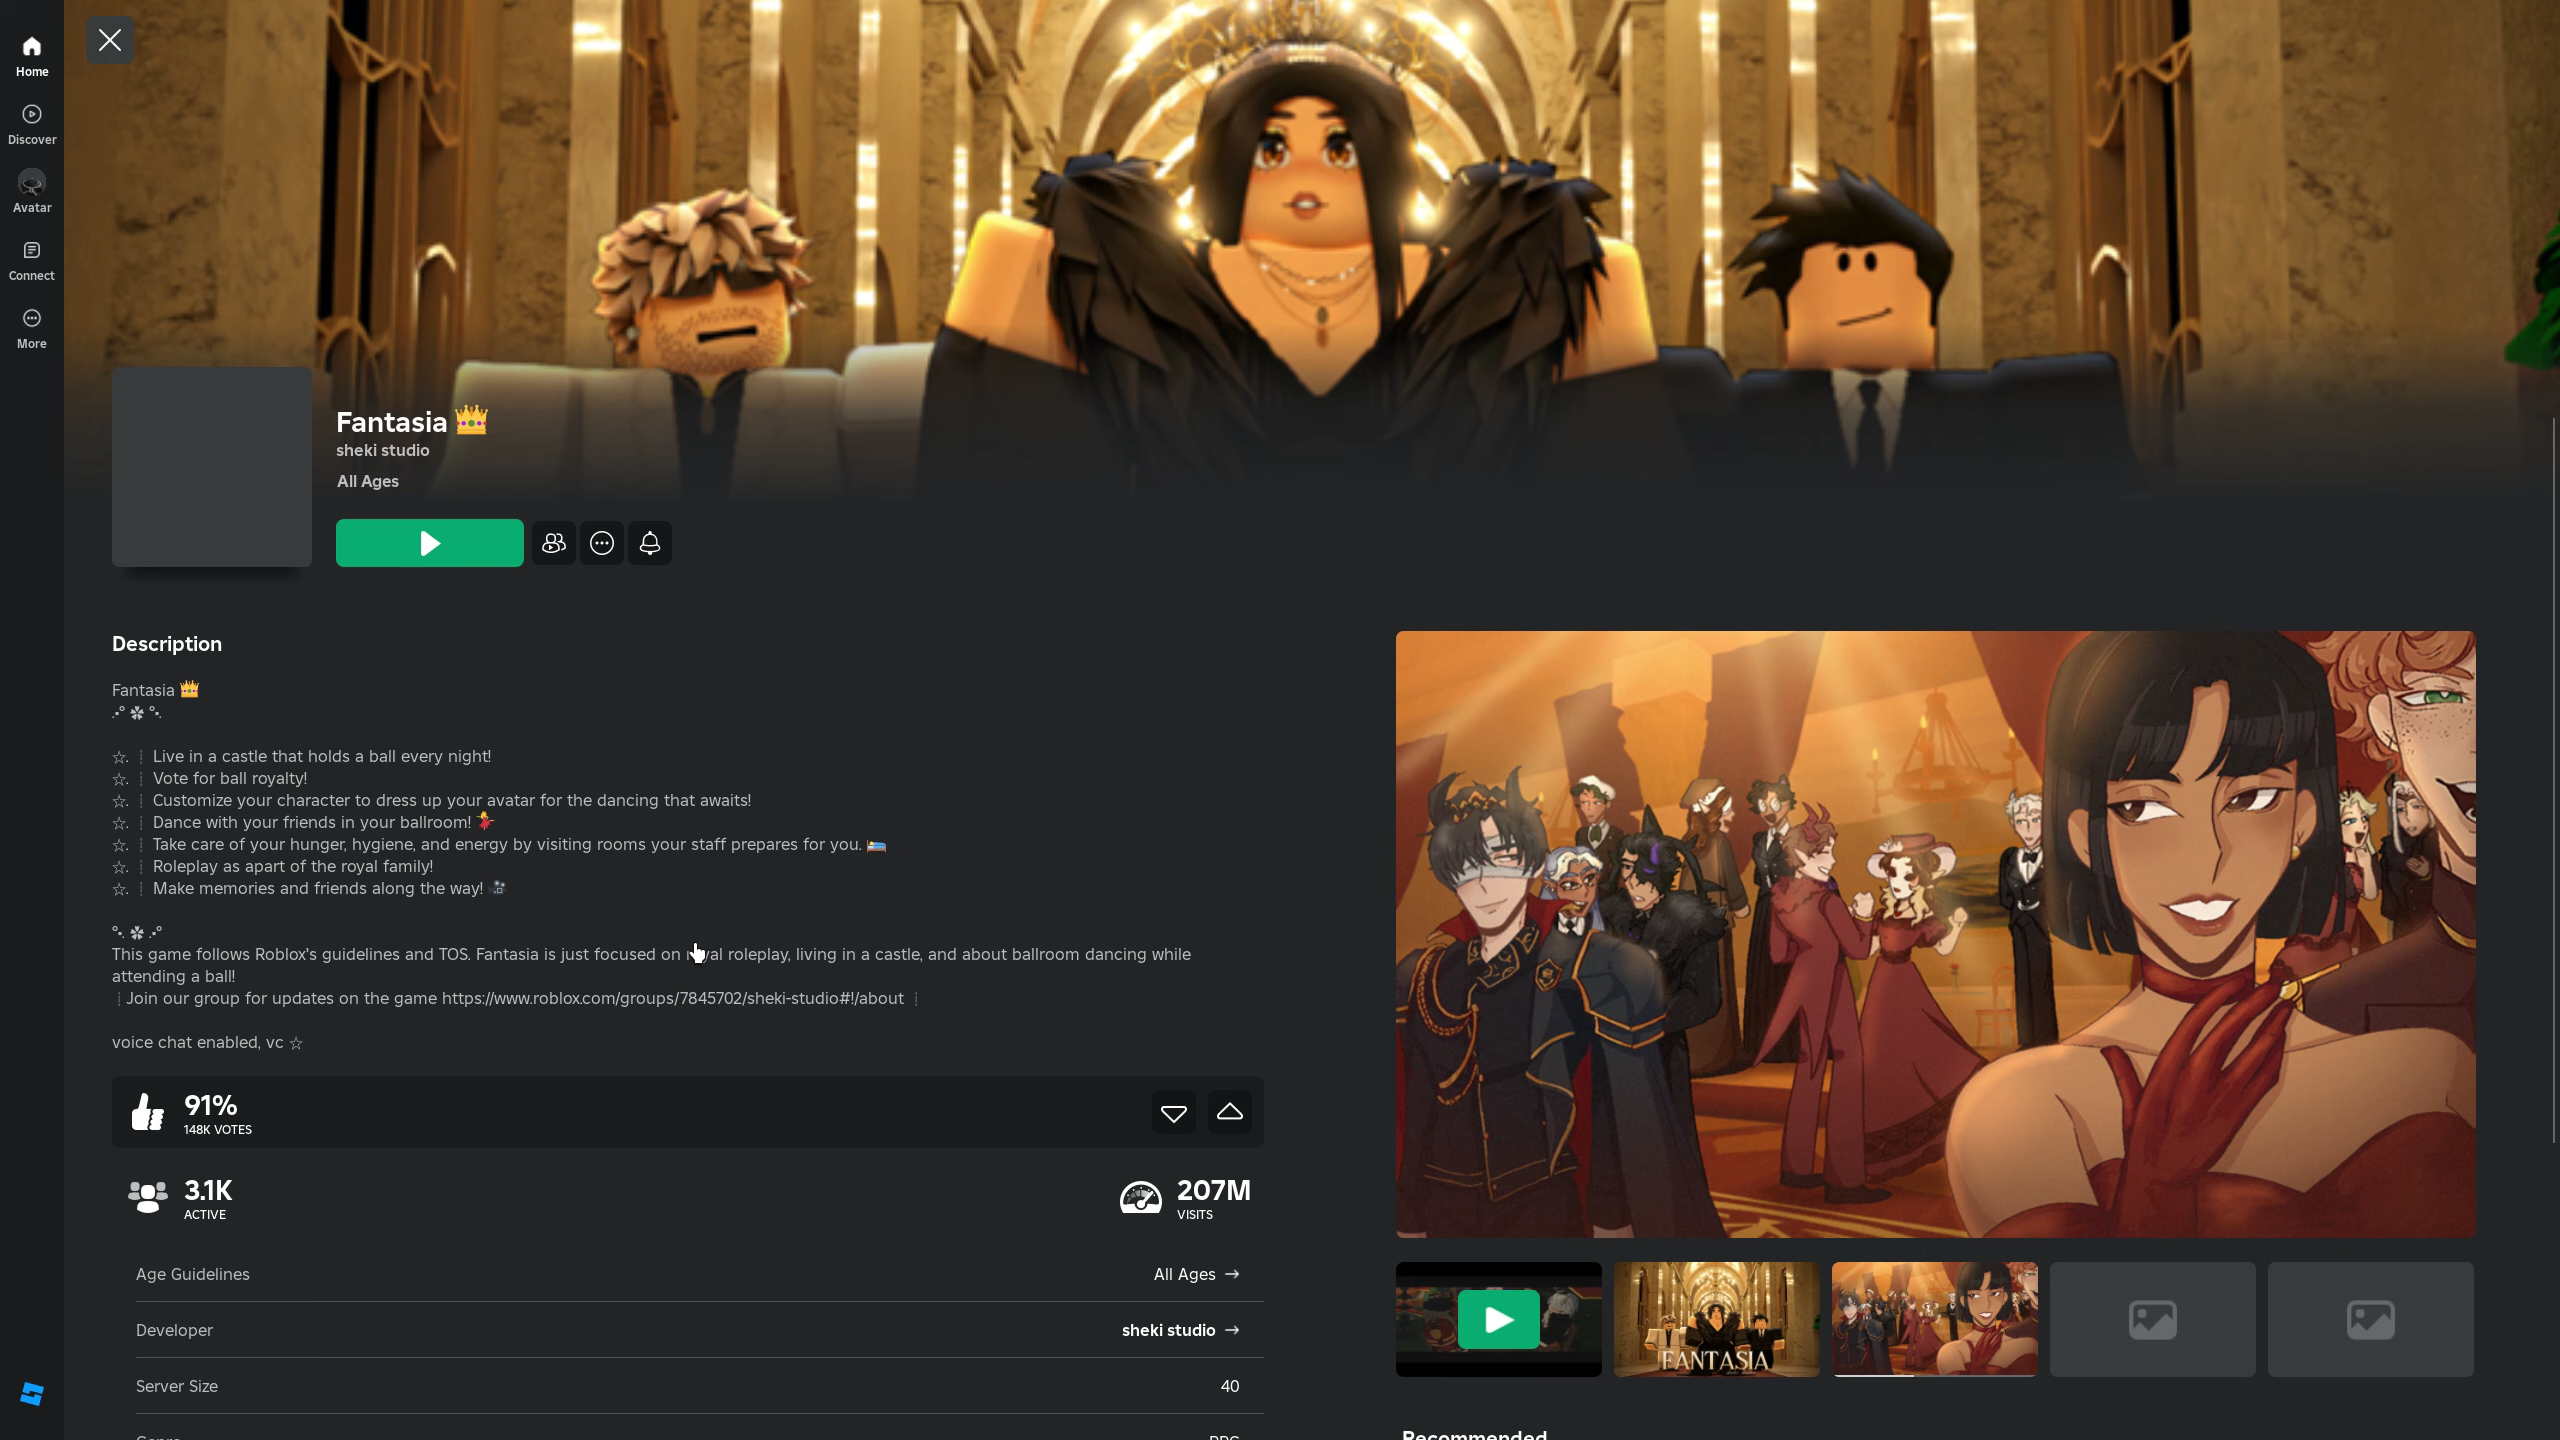 Home
Discover
Avatar
Connect
More
Fantasia 👑
sheki studio
All Ages
Description
Fantasia 👑
.•° ✽ °•.
☆. ┊ Live in a castle that holds a ball every night!
☆. ┊ Vote for ball royalty!
☆. ┊ Customize your character to dress up your avatar for the dancing that awaits!
☆. ┊ Dance with your friends in your ballroom! 💃
☆. ┊ Take care of your hunger, hygiene, and energy by visiting rooms your staff prepares for you. 🛏️
☆. ┊ Roleplay as apart of the royal family!
☆. ┊ Make memories and friends along the way! 🎥
°•. ✽ .•°
This game follows Roblox's guidelines and TOS. Fantasia is just focused on royal roleplay, living in a castle, and about ballroom dancing while
attending a ball!
┊Join our group for updates on the game https://www.roblox.com/groups/7845702/sheki-studio#!/about ┊
voice chat enabled, vc ☆
91%
148K VOTES
3.1K
ACTIVE
207M
VISITS
Age Guidelines All Ages →
Developer sheki studio →
Server Size 40
Genre RPG
FANTASIA
Recommended